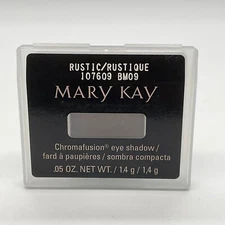 RUSTIC/RUSTIQUE
107609 BM09
MARY KAY
Chromafusion® eye shadow/
fard à paupières / sombra compacta
.05 OZ. NET WT. / 1,4 g / 1,4 g